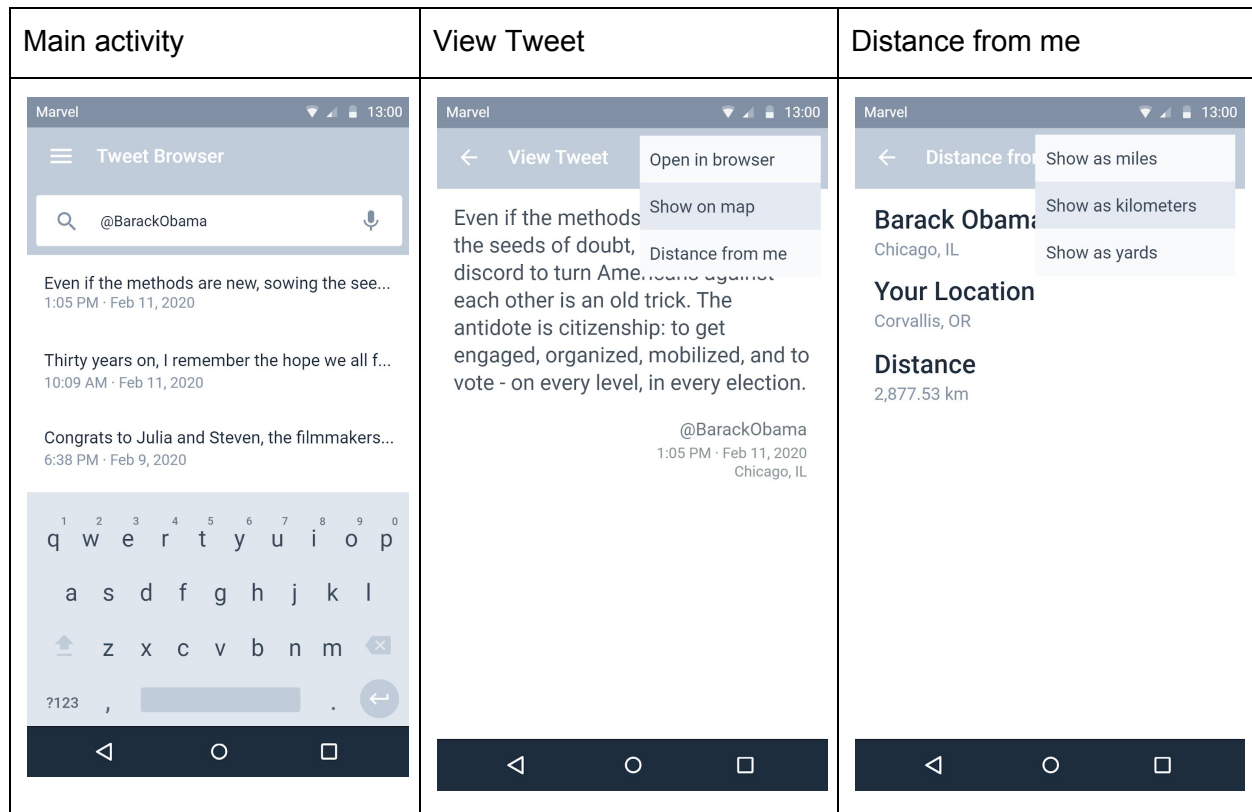 Main activity
View Tweet
Distance from me
Marvel
13:00
Tweet Browser
@BarackObama
Even if the methods are new, sowing the see...
1:05 PM · Feb 11, 2020
Thirty years on, I remember the hope we all f...
10:09 AM · Feb 11, 2020
Congrats to Julia and Steven, the filmmakers...
6:38 PM · Feb 9, 2020
1 2 3 4 5 6 7 8 9 0
q w e r t y u i o p
a s d f g h j k l
z x c v b n m
?123 , .
Marvel
13:00
View Tweet
Open in browser
Show on map
Distance from me
Even if the methods
the seeds of doubt,
discord to turn Americans against
each other is an old trick. The
antidote is citizenship: to get
engaged, organized, mobilized, and to
vote - on every level, in every election.
@BarackObama
1:05 PM · Feb 11, 2020
Chicago, IL
Marvel
13:00
Distance from
Show as miles
Show as kilometers
Show as yards
Barack Obama
Chicago, IL
Your Location
Corvallis, OR
Distance
2,877.53 km